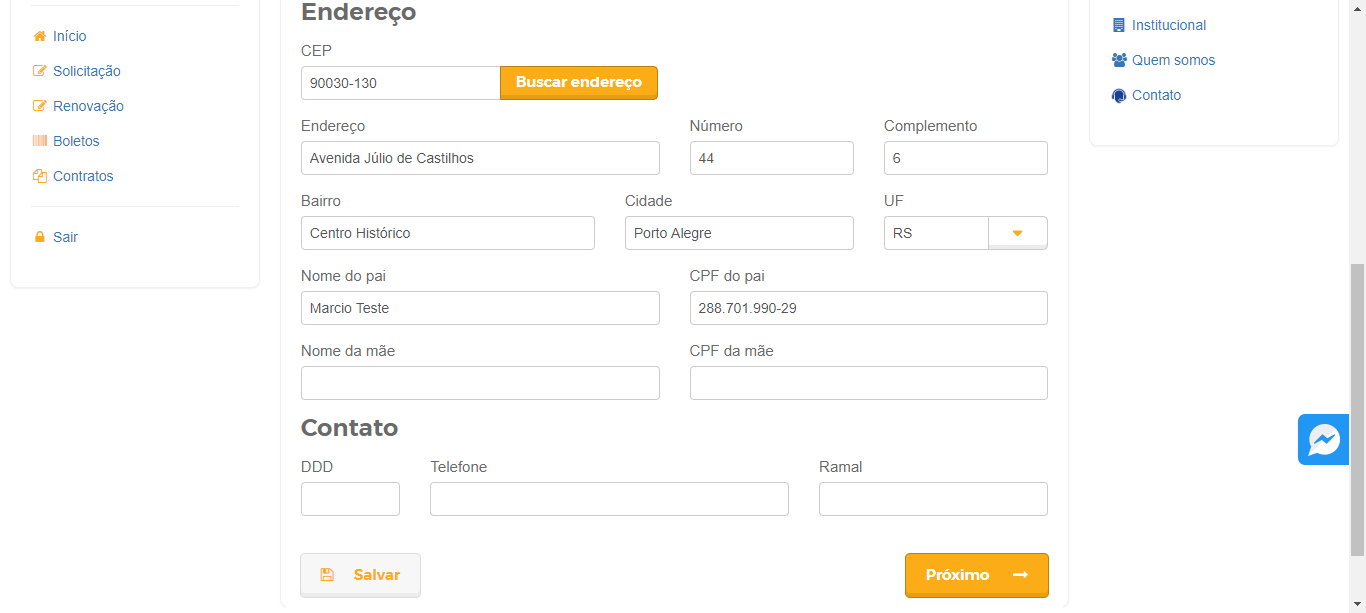 Início
Solicitação
Renovação
Boletos
Contratos
Sair
Endereço
CEP
90030-130 Buscar endereço
Endereço Número Complemento
Avenida Júlio de Castilhos 44 6
Bairro Cidade UF
Centro Histórico Porto Alegre RS
Nome do pai CPF do pai
Marcio Teste 288.701.990-29
Nome da mãe CPF da mãe
Contato
DDD Telefone Ramal
Salvar Próximo →
Institucional
Quem somos
Contato